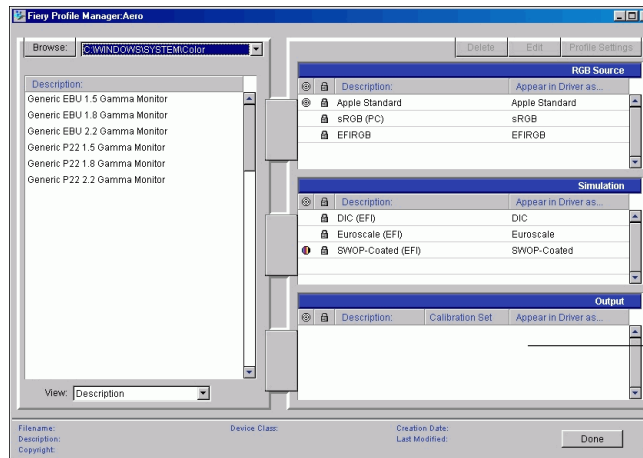 Fiery Profile Manager:Aero
Browse: C:\WINDOWS\SYSTEM\Color
Description:
Generic EBU 1.5 Gamma Monitor
Generic EBU 1.8 Gamma Monitor
Generic EBU 2.2 Gamma Monitor
Generic P22 1.5 Gamma Monitor
Generic P22 1.8 Gamma Monitor
Generic P22 2.2 Gamma Monitor
View: Description
Delete Edit Profile Settings
RGB Source
Description: Appear in Driver as...
Apple Standard Apple Standard
sRGB (PC) sRGB
EFIRGB EFIRGB
Simulation
Description: Appear in Driver as...
DIC (EFI) DIC
Euroscale (EFI) Euroscale
SWOP-Coated (EFI) SWOP-Coated
Output
Description: Calibration Set Appear in Driver as...
Filename: Device Class: Creation Date:
Description: Last Modified:
Copyright:
Done